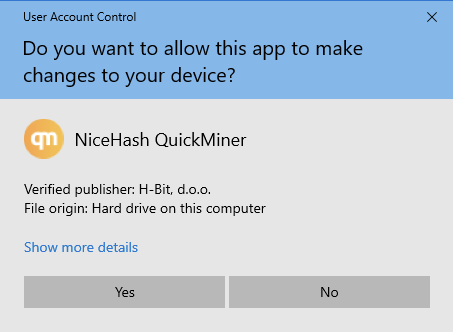 User Account Control
Do you want to allow this app to make
changes to your device?
qm
NiceHash QuickMiner
Verified publisher: H-Bit, d.o.o.
File origin: Hard drive on this computer
Show more details
Yes
No